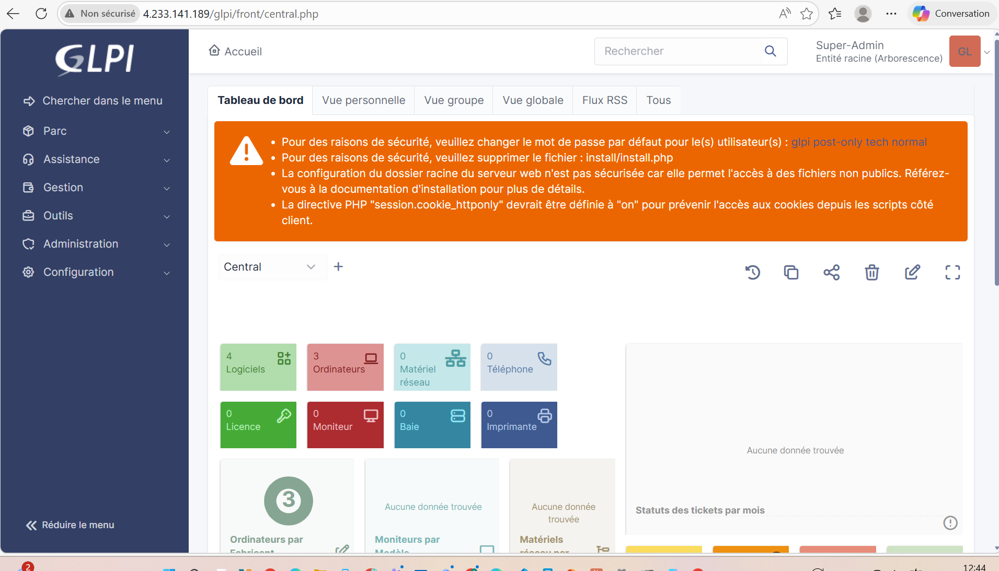 Non sécurisé
4.233.141.189/glpi/front/central.php
Conversation
GLPI
Accueil
Rechercher
Super-Admin
Entité racine (Arborescence)
GL
Chercher dans le menu
Parc
Assistance
Gestion
Outils
Administration
Configuration
Réduire le menu
Tableau de bord
Vue personnelle
Vue groupe
Vue globale
Flux RSS
Tous
• Pour des raisons de sécurité, veuillez changer le mot de passe par défaut pour le(s) utilisateur(s) : glpi post-only tech normal
• Pour des raisons de sécurité, veuillez supprimer le fichier : install/install.php
• La configuration du dossier racine du serveur web n'est pas sécurisée car elle permet l'accès à des fichiers non publics. Référez-
vous à la documentation d'installation pour plus de détails.
• La directive PHP "session.cookie_httponly" devrait être définie à "on" pour prévenir l'accès aux cookies depuis les scripts côté
client.
Central
4
Logiciels
3
Ordinateurs
0
Matériel
réseau
0
Téléphone
0
Licence
0
Moniteur
0
Baie
0
Imprimante
Aucune donnée trouvée
Statuts des tickets par mois
3
Ordinateurs par
Fabricant
Aucune donnée trouvée
Moniteurs par
Modèle
Aucune donnée
trouvée
Matériels
réseau par
2
12:44